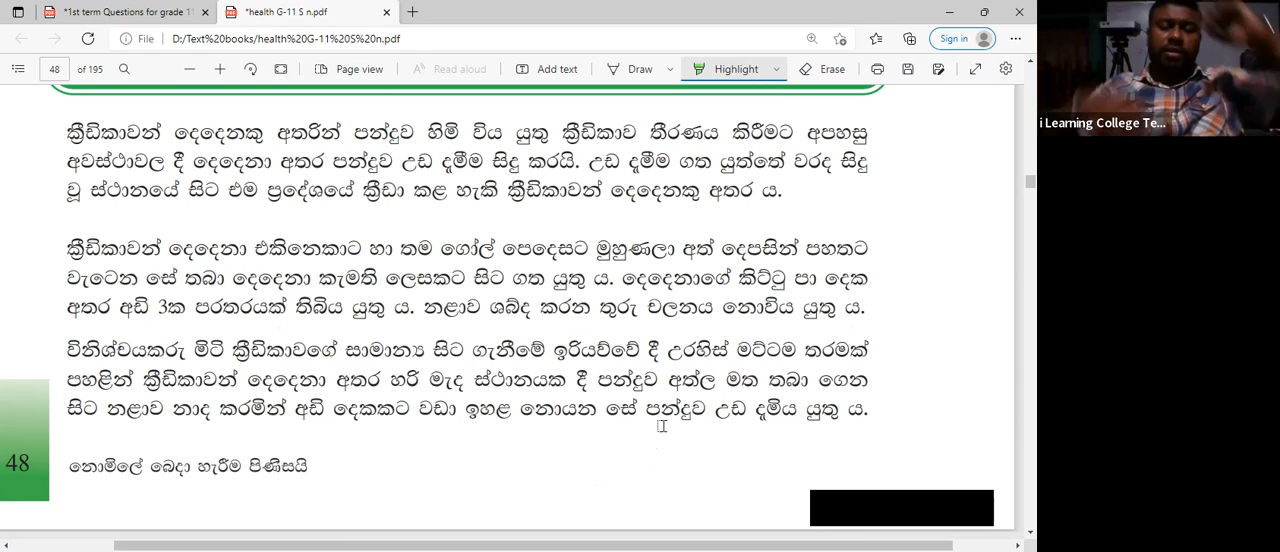 *1st term Questions for grade 11
*health G-11 S n.pdf
File D:/Text%20books/health%20G-11%20S%20n.pdf
Sign in
48 of 195
Page view
Read aloud
Add text
Draw
Highlight
Erase
ක්‍රීඩිකාවන් දෙදෙනකු අතරින් පන්දුව හිමි විය යුතු ක්‍රීඩිකාව තීරණය කිරීමට අපහසු
අවස්ථාවල දී දෙදෙනා අතර පන්දුව උඩ දැමීම සිදු කරයි. උඩ දැමීම ගත යුත්තේ වරද සිදු
වූ ස්ථානයේ සිට එම ප්‍රදේශයේ ක්‍රීඩා කළ හැකි ක්‍රීඩිකාවන් දෙදෙනකු අතර ය.
ක්‍රීඩිකාවන් දෙදෙනා එකිනෙකාට හා තම ගෝල් පෙදෙසට මුහුණලා අත් දෙපසින් පහතට
වැටෙන සේ තබා දෙදෙනා කැමති ලෙසකට සිට ගත යුතු ය. දෙදෙනාගේ කිට්ටු පා දෙක
අතර අඩි 3ක පරතරයක් තිබිය යුතු ය. නළාව ශබ්ද කරන තුරු චලනය නොවිය යුතු ය.
විනිශ්චයකරු මිටි ක්‍රීඩිකාවගේ සාමාන්‍ය සිට ගැනීමේ ඉරියව්වේ දී උරහිස් මට්ටම තරමක්
පහළින් ක්‍රීඩිකාවන් දෙදෙනා අතර හරි මැද ස්ථානයක දී පන්දුව අත්ල මත තබා ගෙන
සිට නළාව නාද කරමින් අඩි දෙකකට වඩා ඉහළ නොයන සේ පන්දුව උඩ දැමිය යුතු ය.
48
නොමිලේ බෙදා හැරීම පිණිසයි
i Learning College Te...